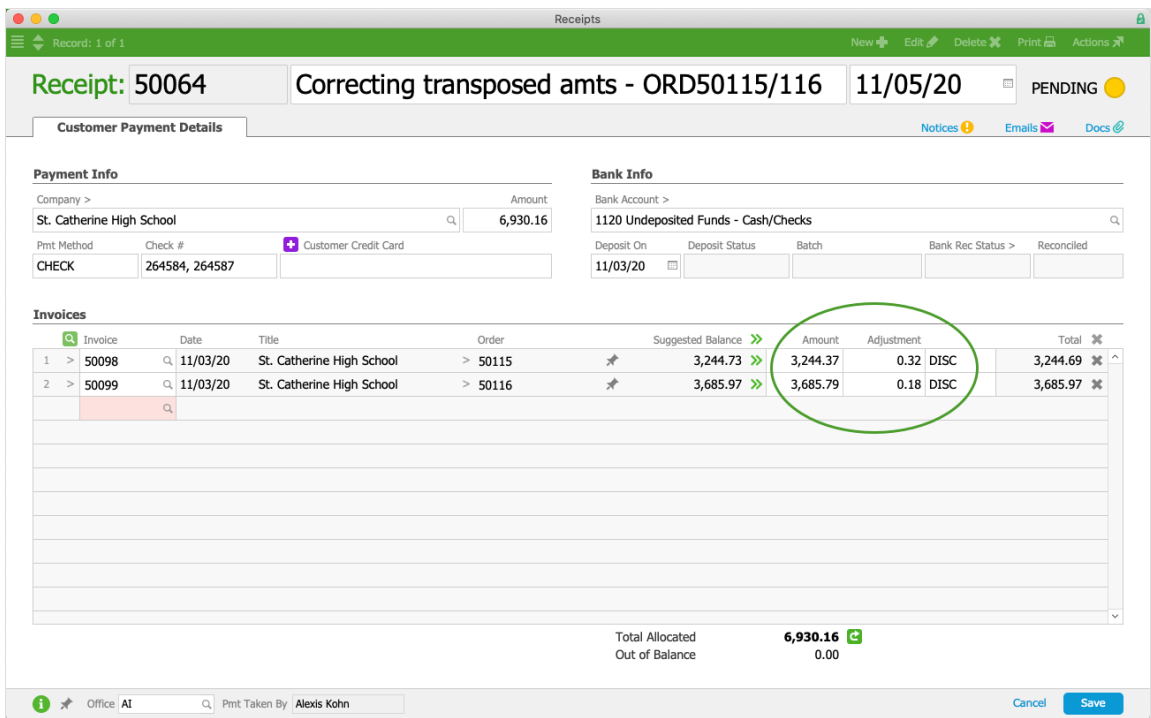 Receipts
Record: 1 of 1 New Edit Delete Print Actions
Receipt: 50064 Correcting transposed amts - ORD50115/116 11/05/20 PENDING
Customer Payment Details Notices Emails Docs
Payment Info Bank Info
Company > Amount Bank Account >
St. Catherine High School 6,930.16 1120 Undeposited Funds - Cash/Checks
Pmt Method Check # Customer Credit Card Deposit On Deposit Status Batch Bank Rec Status > Reconciled
CHECK 264584, 264587 11/03/20
Invoices
Invoice Date Title Order Suggested Balance Amount Adjustment Total
1 > 50098 11/03/20 St. Catherine High School > 50115 3,244.73 3,244.37 0.32 DISC 3,244.69
2 > 50099 11/03/20 St. Catherine High School > 50116 3,685.97 3,685.79 0.18 DISC 3,685.97
Total Allocated 6,930.16
Out of Balance 0.00
Office AI Pmt Taken By Alexis Kohn Cancel Save